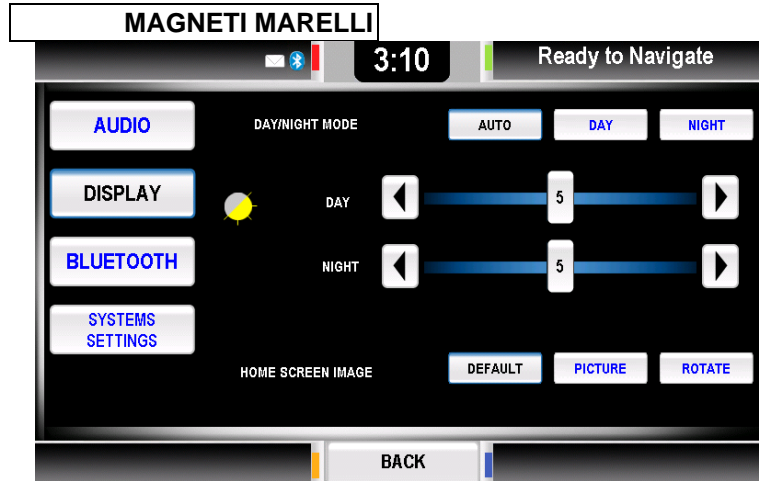 MAGNETI MARELLI
3:10
Ready to Navigate
AUDIO
DAY/NIGHT MODE
AUTO
DAY
NIGHT
DISPLAY
DAY
5
BLUETOOTH
NIGHT
5
SYSTEMS
SETTINGS
HOME SCREEN IMAGE
DEFAULT
PICTURE
ROTATE
BACK